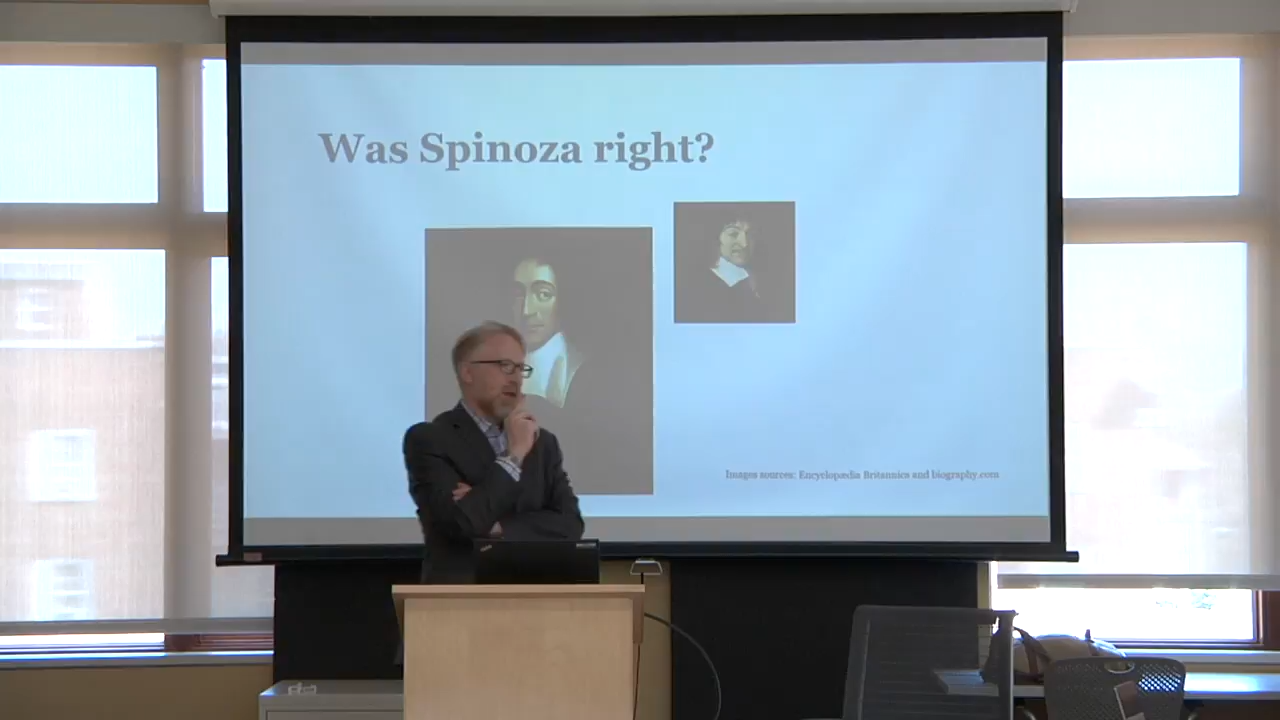 Was Spinoza right?
Images sources: Encyclopædia Britannica and biography.com